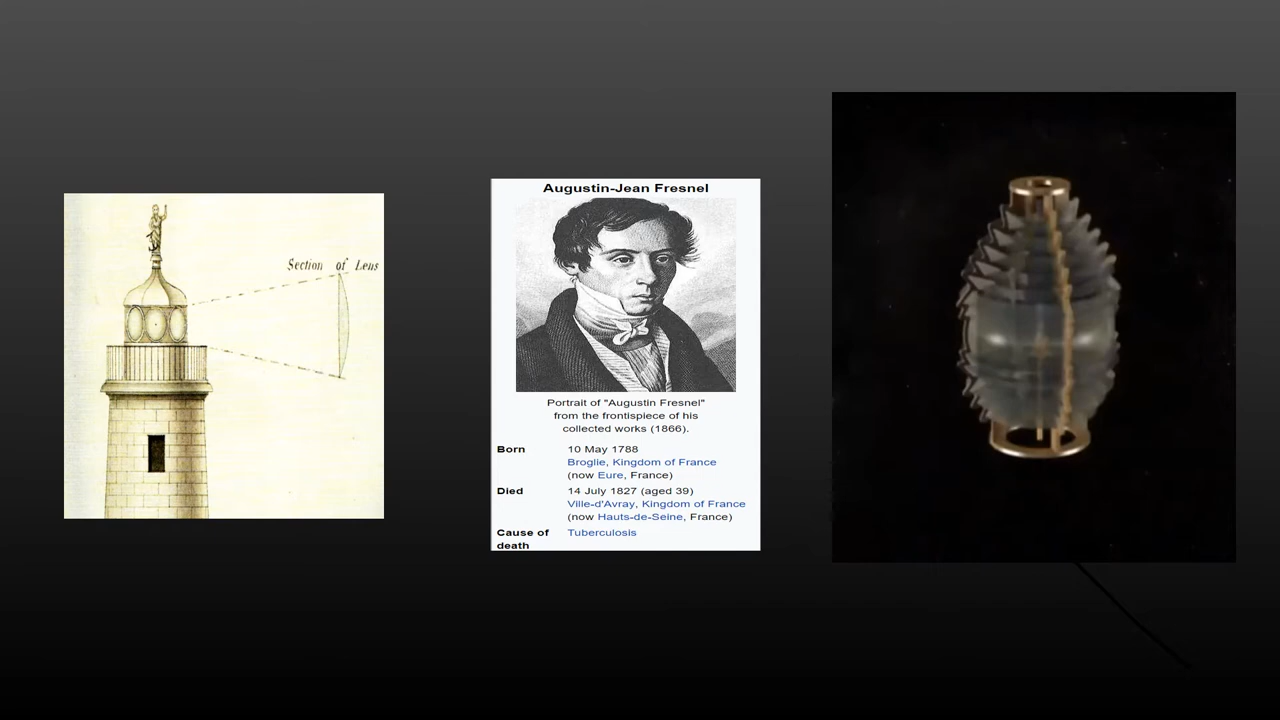 Section of Lens
Augustin-Jean Fresnel
Portrait of "Augustin Fresnel"
from the frontispiece of his
collected works (1866).
Born 10 May 1788
Broglie, Kingdom of France
(now Eure, France)
Died 14 July 1827 (aged 39)
Ville-d'Avray, Kingdom of France
(now Hauts-de-Seine, France)
Cause of Tuberculosis
death